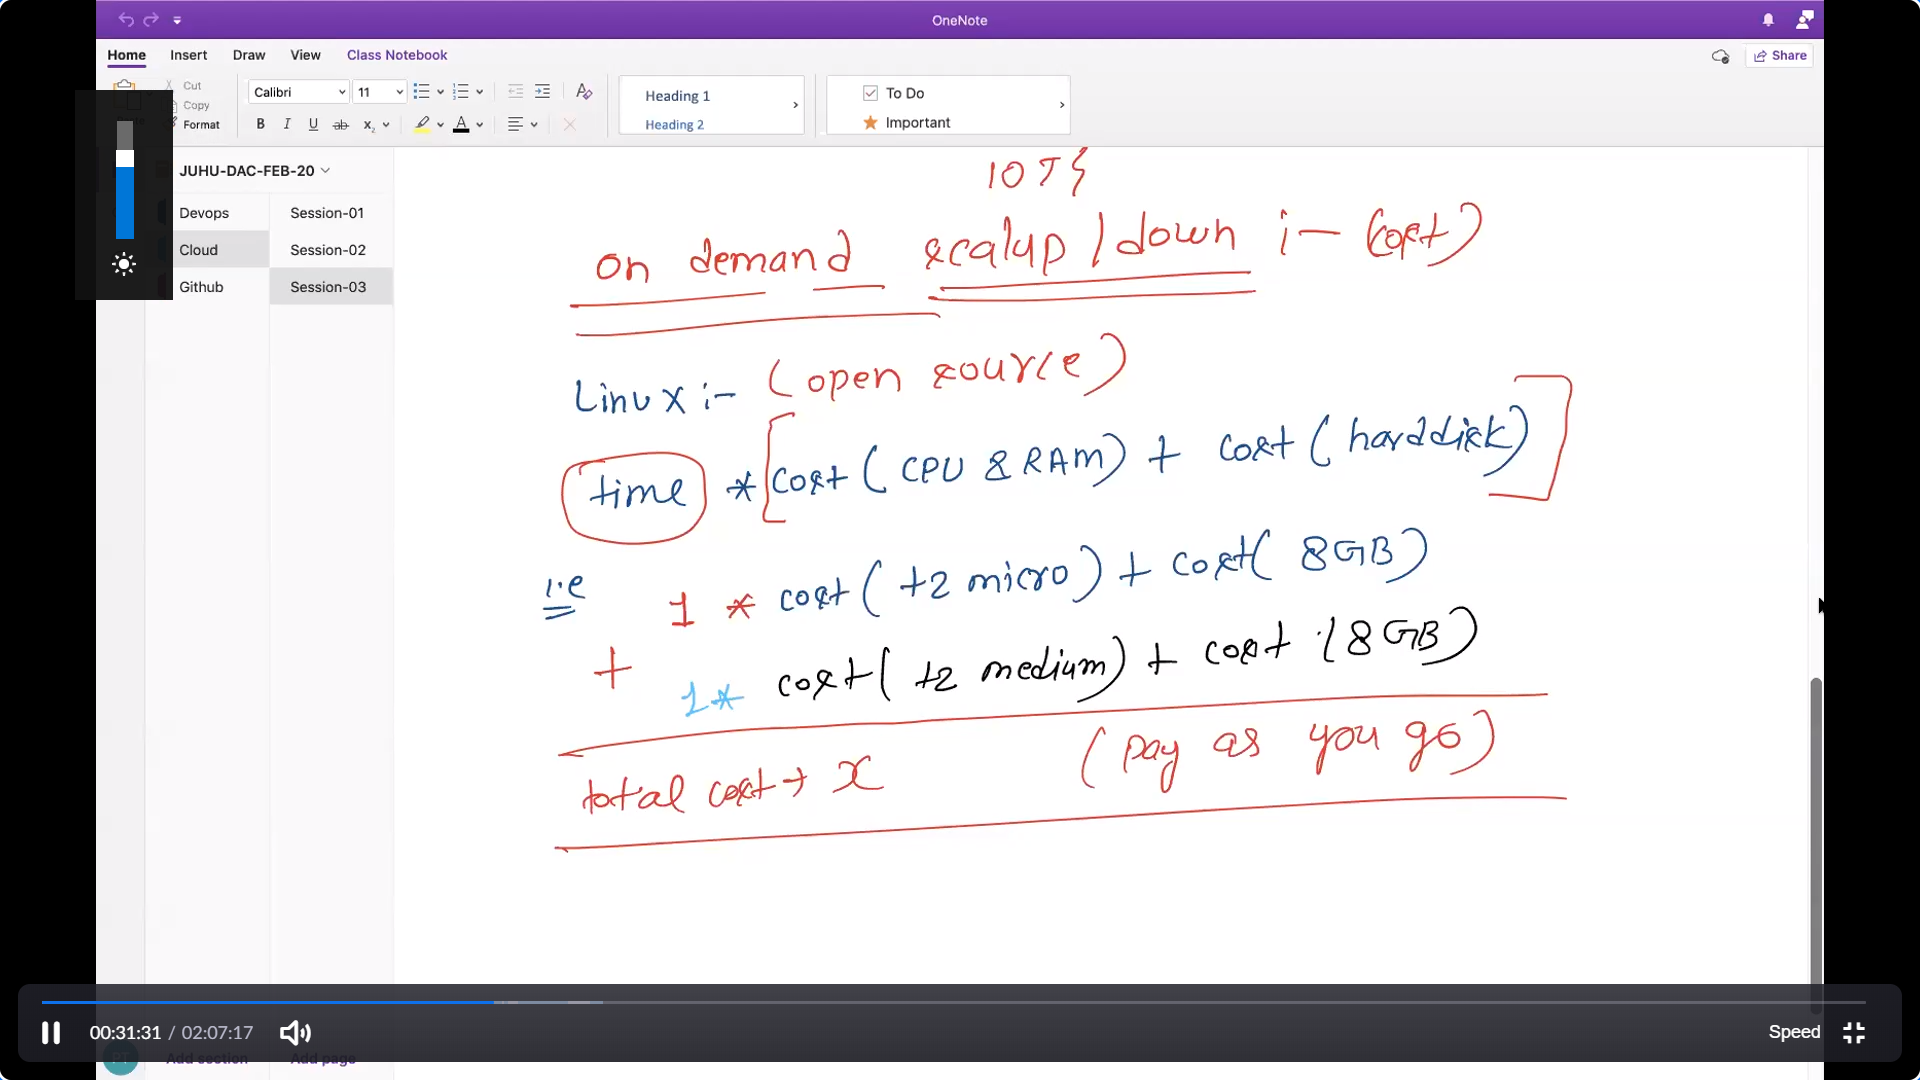 OneNote
Home Insert Draw View Class Notebook Share
Cut
Copy
Format
Calibri 11
B I U ab x₂ A
Heading 1
Heading 2
To Do
Important
JUHU-DAC-FEB-20
Devops
Cloud
Github
Session-01
Session-02
Session-03
on demand scalup / down :- (cost)
Linux :- (open source)
time * [cost (CPU & RAM) + cost (harddisk)]
i.e 1 * cost (t2 micro) + cost (8GB)
+ 1 * cost (t2 medium) + cost (8GB)
total cost → x (pay as you go)
00:31:31 / 02:07:17
Speed
Add section Add page